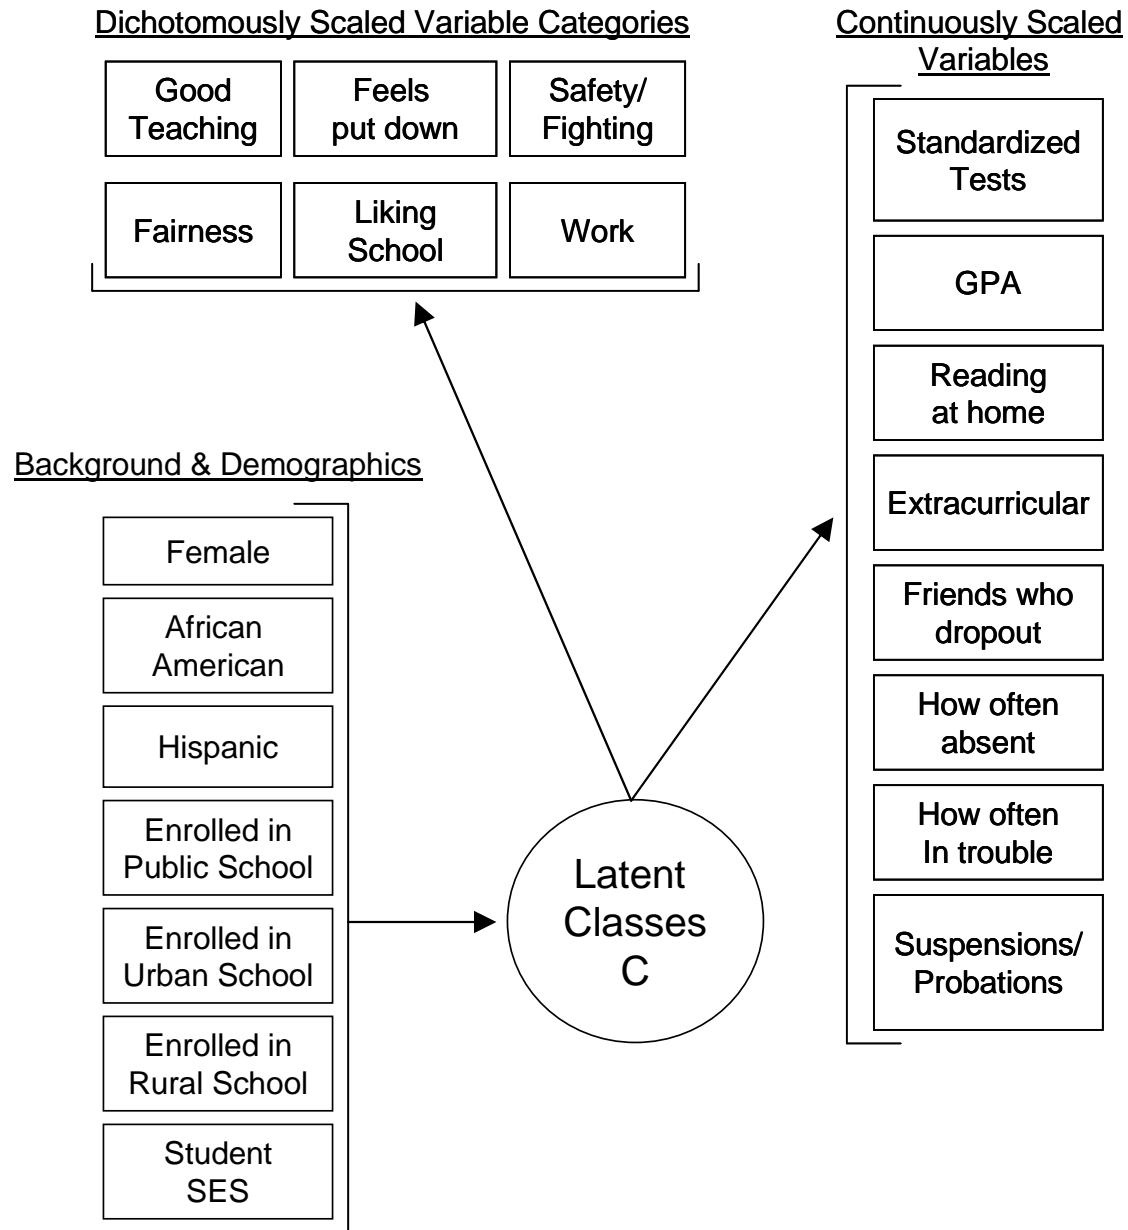 Dichotomously Scaled Variable Categories
Good
Teaching
Feels
put down
Safety/
Fighting
Fairness
Liking
School
Work
Continuously Scaled
Variables
Standardized
Tests
GPA
Reading
at home
Extracurricular
Friends who
dropout
How often
absent
How often
In trouble
Suspensions/
Probations
Background & Demographics
Female
African
American
Hispanic
Enrolled in
Public School
Enrolled in
Urban School
Enrolled in
Rural School
Student
SES
Latent
Classes
C